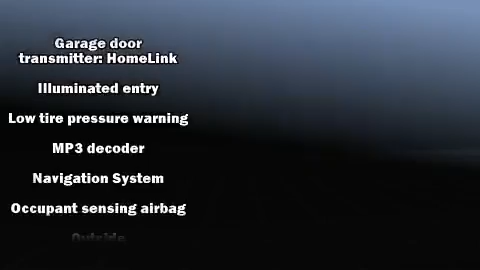 Garage door
transmitter: HomeLink
Illuminated entry
Low tire pressure warning
MP3 decoder
Navigation System
Occupant sensing airbag